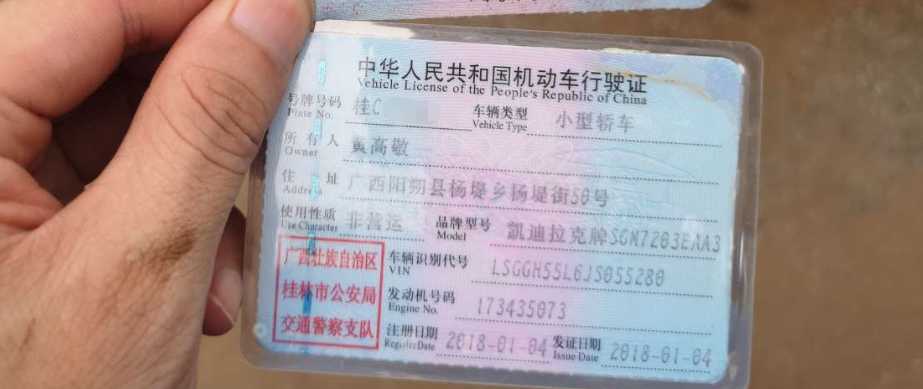 中华人民共和国机动车行驶证
Vehicle License of the People's Republic of China
号牌号码 桂C 车辆类型 小型轿车
Plate No. Vehicle Type
所有人 黄高敬
Owner
住址 广西阳朔县杨堤乡杨堤街50号
Address
使用性质 非营运 品牌型号 凯迪拉克牌SGM7203EAA3
Use Character Model
广西壮族自治区
桂林市公安局
交通警察支队
车辆识别代号 LSGGH55L6JS055280
VIN
发动机号码 173435073
Engine No.
注册日期 2018-01-04 发证日期 2018-01-04
Register Date Issue Date